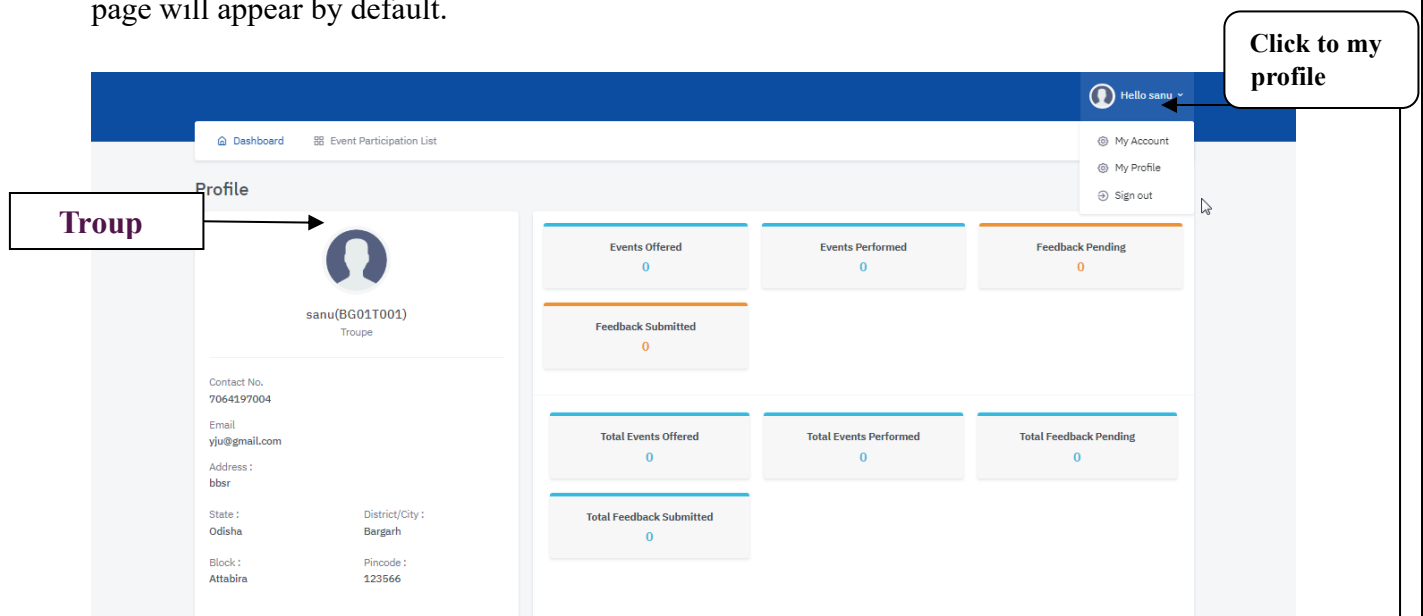 page will appear by default.
Click to my
profile
Hello sanu
Dashboard Event Participation List
My Account
My Profile
Sign out
Profile
Troup
sanu(BG01T001)
Troupe
Contact No.
7064197004
Email
yju@gmail.com
Address :
bbsr
State : District/City :
Odisha Bargarh
Block : Pincode :
Attabira 123566
Events Offered Events Performed Feedback Pending
0 0 0
Feedback Submitted
0
Total Events Offered Total Events Performed Total Feedback Pending
0 0 0
Total Feedback Submitted
0